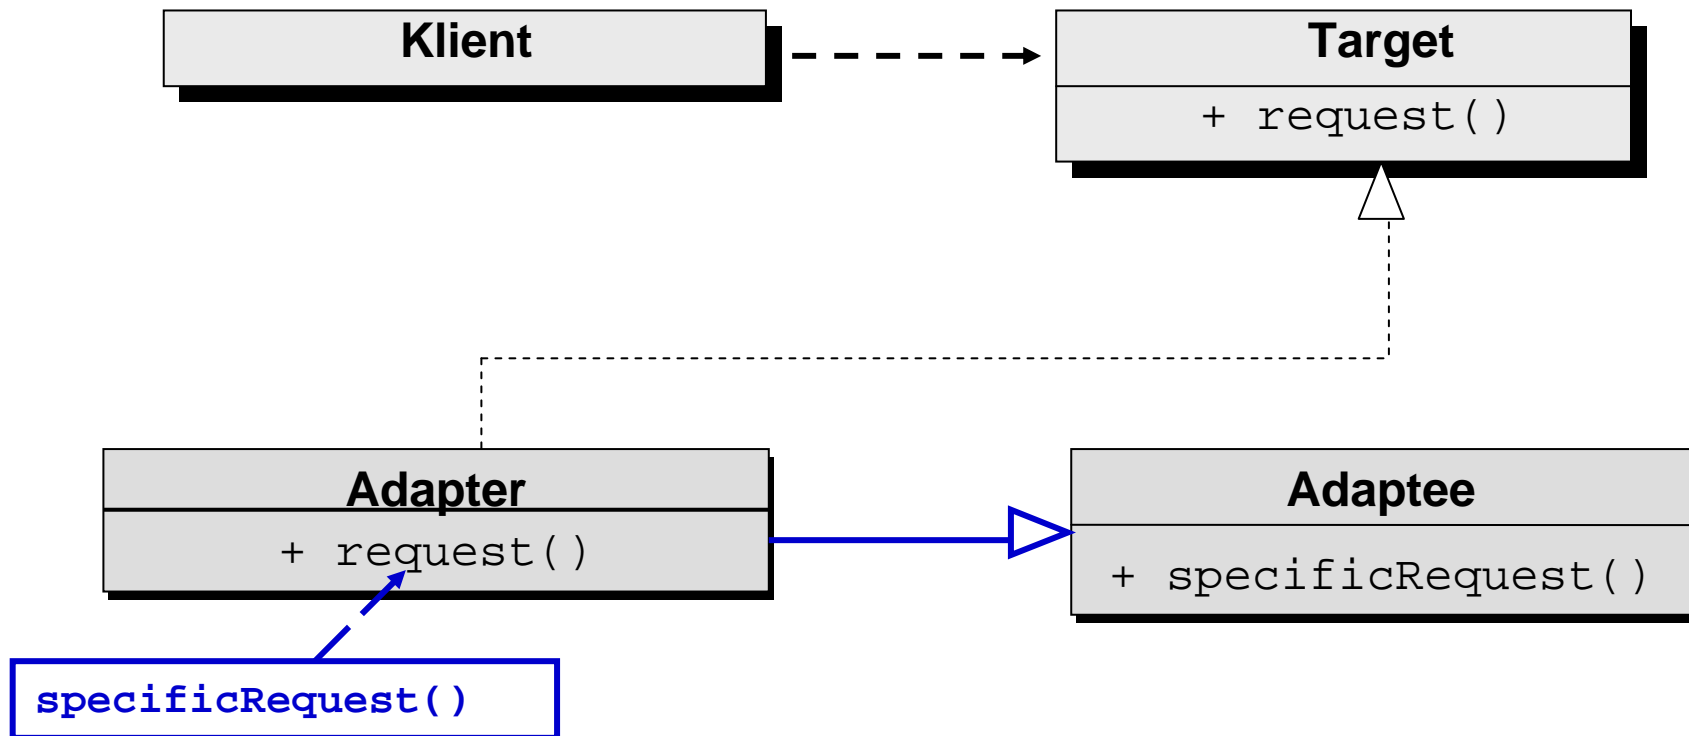 Klient
Target
+ request()
Adapter
+ request()
Adaptee
+ specificRequest()
specificRequest()